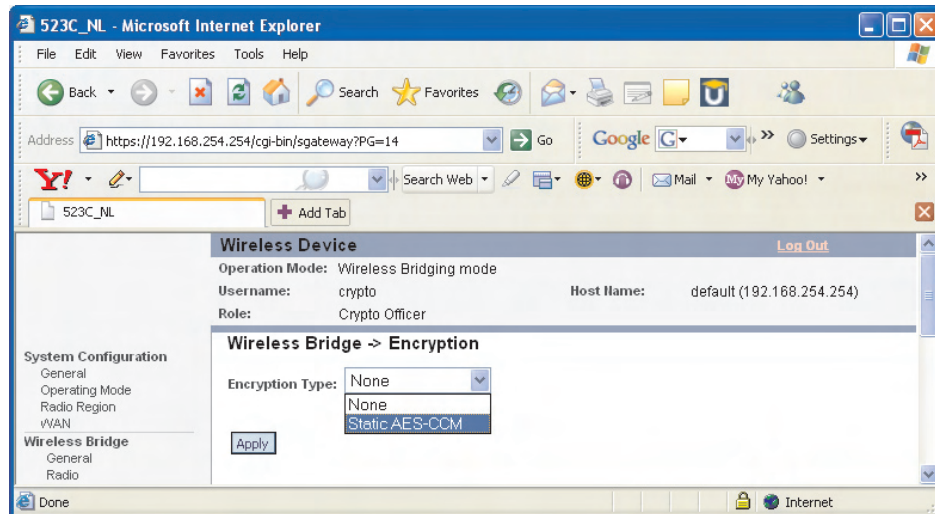 523C_NL - Microsoft Internet Explorer
File Edit View Favorites Tools Help
Back Search Favorites
Address https://192.168.254.254/cgi-bin/sgateway?PG=14 Go Google G Settings
Y! Search Web Mail My My Yahoo!
523C_NL Add Tab
Wireless Device Log Out
Operation Mode: Wireless Bridging mode
Username: crypto Host Name: default (192.168.254.254)
Role: Crypto Officer
Wireless Bridge -> Encryption
System Configuration
General
Operating Mode
Radio Region
WAN
Wireless Bridge
General
Radio
Encryption Type: None
None
Static AES-CCM
Apply
Done Internet